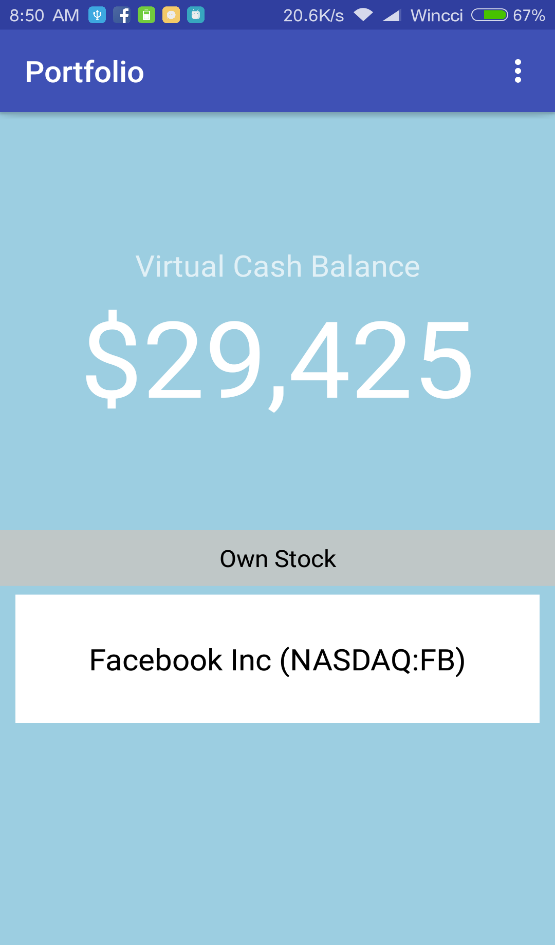 8:50 AM 20.6K/s Wincci 67%
Portfolio
Virtual Cash Balance
$29,425
Own Stock
Facebook Inc (NASDAQ:FB)